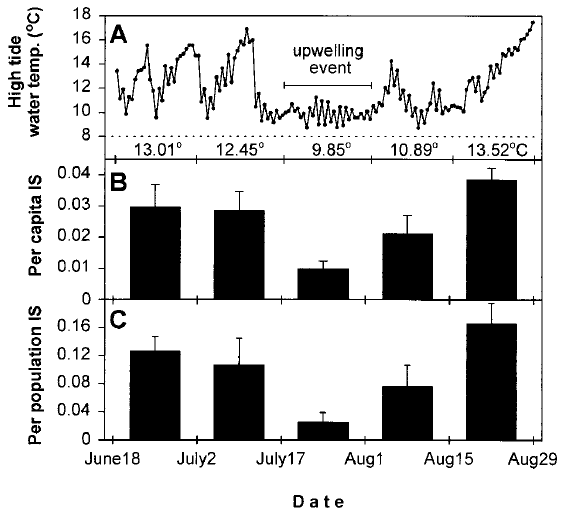 High tide
water temp. (°C)
18
16
14
12
10
8
A
upwelling
event
13.01° 12.45° 9.85° 10.89° 13.52°C
Per capita IS
0.04
0.03
0.02
0.01
0
B
Per population IS
0.16
0.12
0.08
0.04
0
C
June18 July2 July17 Aug1 Aug15 Aug29
Date